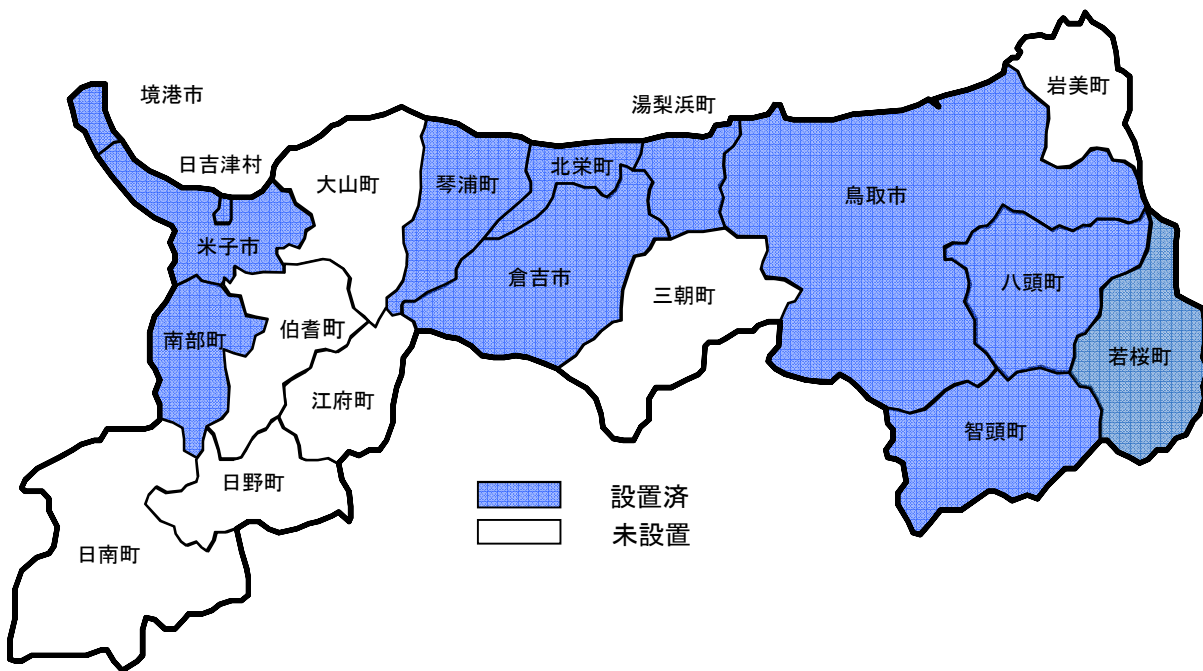 境港市
湯梨浜町
岩美町
日吉津村
大山町
琴浦町
北栄町
鳥取市
米子市
倉吉市
三朝町
八頭町
南部町
伯耆町
若桜町
江府町
智頭町
日野町
日南町
設置済
未設置